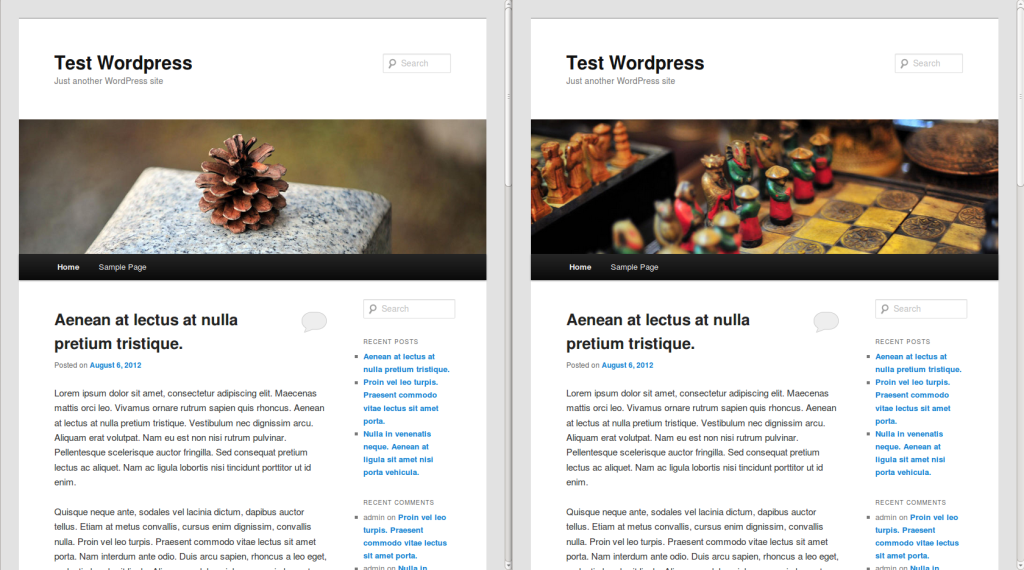 Test Wordpress
Just another WordPress site
Search
Home
Sample Page
Aenean at lectus at nulla
pretium tristique.
Posted on August 6, 2012
Lorem ipsum dolor sit amet, consectetur adipiscing elit. Maecenas
mattis orci leo. Vivamus ornare rutrum sapien quis rhoncus. Aenean
at lectus at nulla pretium tristique. Vestibulum nec dignissim arcu.
Aliquam erat volutpat. Nam eu est non nisi rutrum pulvinar.
Pellentesque scelerisque auctor fringilla. Sed consequat pretium
lectus ac aliquet. Nam ac ligula lobortis nisi tincidunt porttitor ut id
enim.
Quisque neque ante, sodales vel lacinia dictum, dapibus auctor
tellus. Etiam at metus convallis, cursus enim dignissim, convallis
nulla. Proin vel leo turpis. Praesent commodo vitae lectus sit amet
porta. Nam interdum ante odio. Duis arcu sapien, rhoncus a leo eget,
Search
RECENT POSTS
Aenean at lectus at
nulla pretium tristique.
Proin vel leo turpis.
Praesent commodo
vitae lectus sit amet
porta.
Nulla in venenatis
neque. Aenean at
ligula sit amet nisi
porta vehicula.
RECENT COMMENTS
admin on Proin vel leo
turpis. Praesent
commodo vitae lectus
sit amet porta.
admin on Nulla in
Test Wordpress
Just another WordPress site
Search
Home
Sample Page
Aenean at lectus at nulla
pretium tristique.
Posted on August 6, 2012
Lorem ipsum dolor sit amet, consectetur adipiscing elit. Maecenas
mattis orci leo. Vivamus ornare rutrum sapien quis rhoncus. Aenean
at lectus at nulla pretium tristique. Vestibulum nec dignissim arcu.
Aliquam erat volutpat. Nam eu est non nisi rutrum pulvinar.
Pellentesque scelerisque auctor fringilla. Sed consequat pretium
lectus ac aliquet. Nam ac ligula lobortis nisi tincidunt porttitor ut id
enim.
Quisque neque ante, sodales vel lacinia dictum, dapibus auctor
tellus. Etiam at metus convallis, cursus enim dignissim, convallis
nulla. Proin vel leo turpis. Praesent commodo vitae lectus sit amet
porta. Nam interdum ante odio. Duis arcu sapien, rhoncus a leo eget,
Search
RECENT POSTS
Aenean at lectus at
nulla pretium tristique.
Proin vel leo turpis.
Praesent commodo
vitae lectus sit amet
porta.
Nulla in venenatis
neque. Aenean at
ligula sit amet nisi
porta vehicula.
RECENT COMMENTS
admin on Proin vel leo
turpis. Praesent
commodo vitae lectus
sit amet porta.
admin on Nulla in